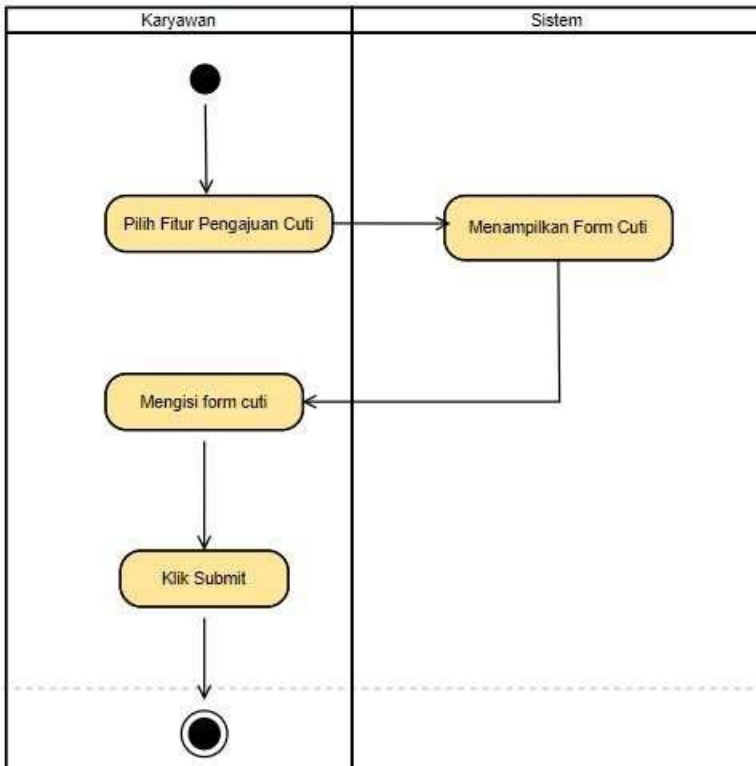 Karyawan
Sistem
Pilih Fitur Pengajuan Cuti
Menampilkan Form Cuti
Mengisi form cuti
Klik Submit